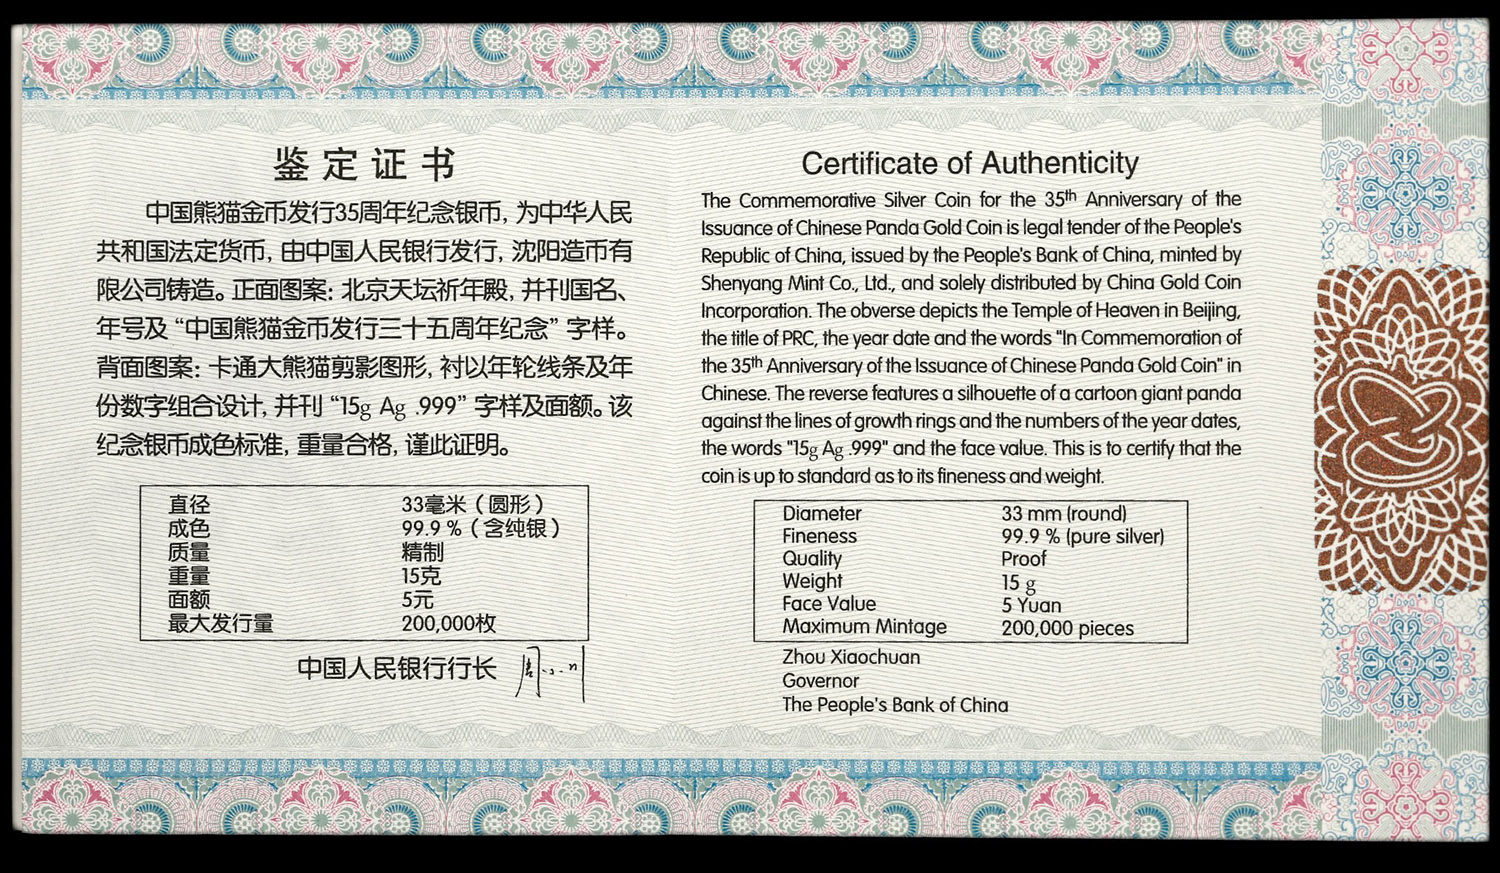 鉴定证书
中国熊猫金币发行35周年纪念银币, 为中华人民
共和国法定货币, 由中国人民银行发行, 沈阳造币有
限公司铸造。正面图案: 北京天坛祈年殿, 并刊国名、
年号及 “中国熊猫金币发行三十五周年纪念” 字样。
背面图案: 卡通大熊猫剪影图形, 衬以年轮线条及年
份数字组合设计, 并刊 “15g Ag .999” 字样及面额。该
纪念银币成色标准, 重量合格, 谨此证明。
直径 33毫米（圆形）
成色 99.9 %（含纯银）
质量 精制
重量 15克
面额 5元
最大发行量 200,000枚
中国人民银行行长 周小川
Certificate of Authenticity
The Commemorative Silver Coin for the 35th Anniversary of the
Issuance of Chinese Panda Gold Coin is legal tender of the People's
Republic of China, issued by the People's Bank of China, minted by
Shenyang Mint Co., Ltd., and solely distributed by China Gold Coin
Incorporation. The obverse depicts the Temple of Heaven in Beijing,
the title of PRC, the year date and the words "In Commemoration of
the 35th Anniversary of the Issuance of Chinese Panda Gold Coin" in
Chinese. The reverse features a silhouette of a cartoon giant panda
against the lines of growth rings and the numbers of the year dates,
the words "15g Ag .999" and the face value. This is to certify that the
coin is up to standard as to its fineness and weight.
Diameter 33 mm (round)
Fineness 99.9 % (pure silver)
Quality Proof
Weight 15 g
Face Value 5 Yuan
Maximum Mintage 200,000 pieces
Zhou Xiaochuan
Governor
The People's Bank of China